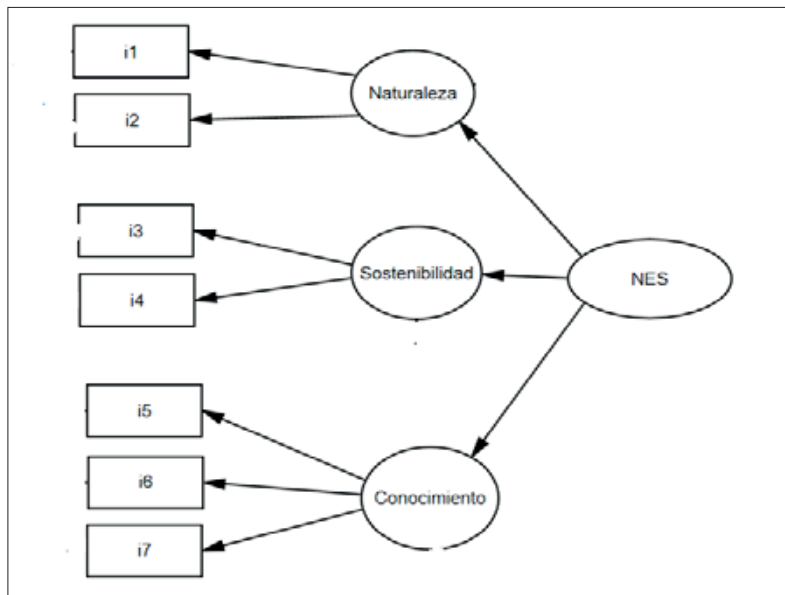 i1
Naturaleza
i2
i3
Sostenibilidad
NES
i4
i5
i6
Conocimiento
i7